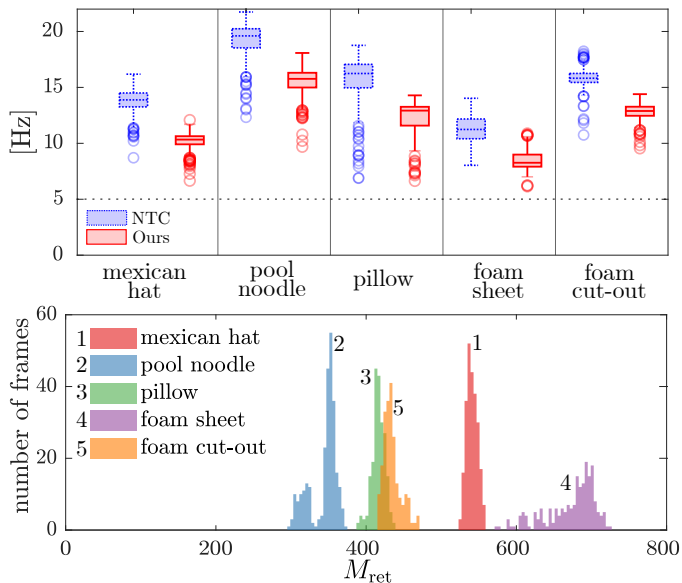 20
15
10
5
0
[Hz]
NTC
Ours
mexican hat
pool noodle
pillow
foam sheet
foam cut-out
60
40
20
0
number of frames
1 mexican hat
2 pool noodle
3 pillow
4 foam sheet
5 foam cut-out
2
3
5
1
4
0 200 400 600 800
M_ret